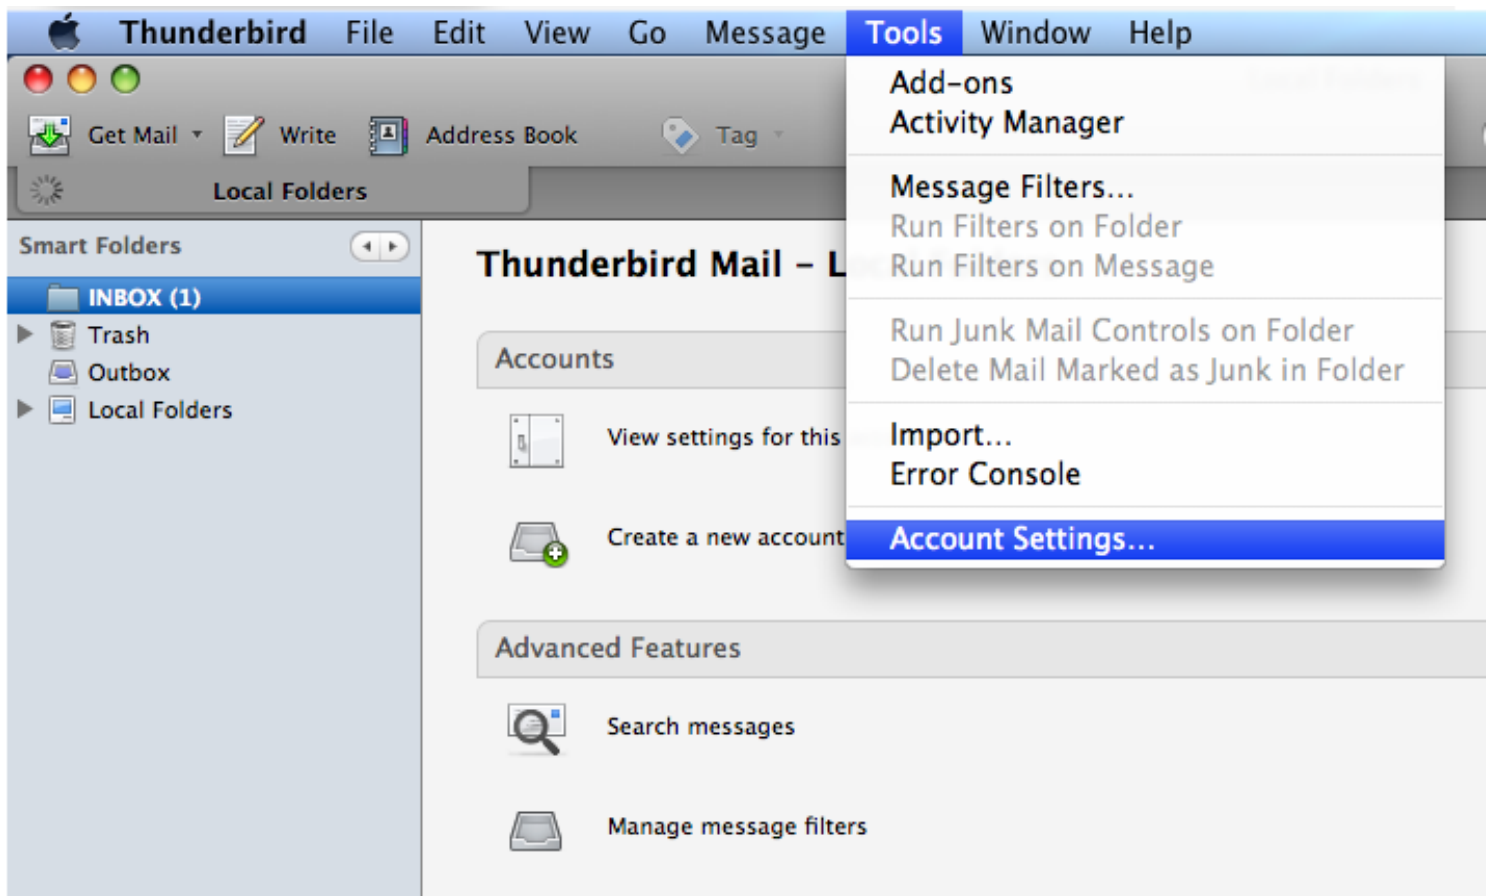 Thunderbird File Edit View Go Message Tools Window Help
Get Mail Write Address Book Tag
Local Folders
Smart Folders
INBOX (1)
Trash
Outbox
Local Folders
Thunderbird Mail - L
Accounts
View settings for this
Create a new account
Advanced Features
Search messages
Manage message filters
Add-ons
Activity Manager
Message Filters...
Run Filters on Folder
Run Filters on Message
Run Junk Mail Controls on Folder
Delete Mail Marked as Junk in Folder
Import...
Error Console
Account Settings...